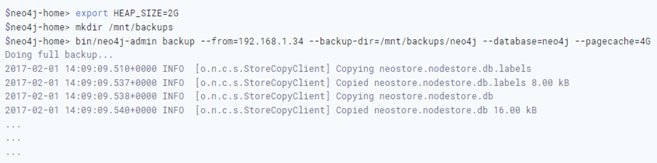 $neo4j-home> export HEAP_SIZE=2G
$neo4j-home> mkdir /mnt/backups
$neo4j-home> bin/neo4j-admin backup --from=192.168.1.34 --backup-dir=/mnt/backups/neo4j --database=neo4j --pagecache=4G
Doing full backup...
2017-02-01 14:09:09.510+0000 INFO  [o.n.c.s.StoreCopyClient] Copying neostore.nodestore.db.labels
2017-02-01 14:09:09.537+0000 INFO  [o.n.c.s.StoreCopyClient] Copied neostore.nodestore.db.labels 8.00 kB
2017-02-01 14:09:09.538+0000 INFO  [o.n.c.s.StoreCopyClient] Copying neostore.nodestore.db
2017-02-01 14:09:09.540+0000 INFO  [o.n.c.s.StoreCopyClient] Copied neostore.nodestore.db 16.00 kB
...
...
...